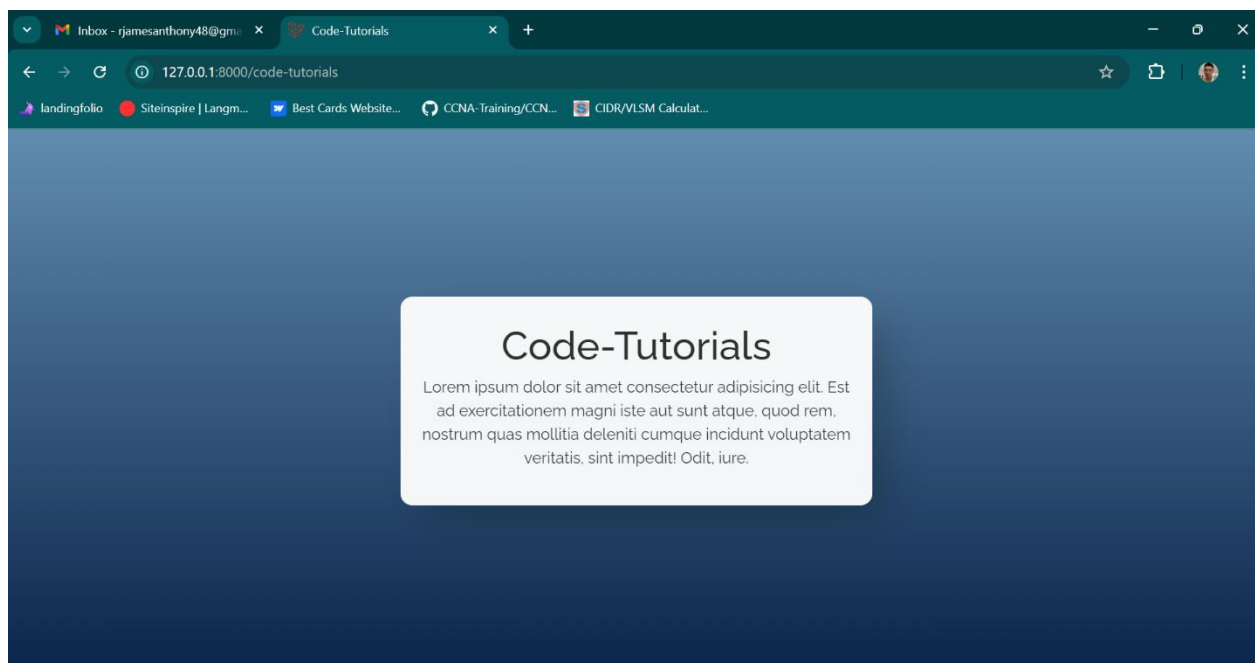 Inbox - rjamesanthony48@gma
Code-Tutorials
127.0.0.1:8000/code-tutorials
landingfolio
Siteinspire | Langm...
Best Cards Website...
CCNA-Training/CCN...
S
CIDR/VLSM Calculat...
Code-Tutorials
Lorem ipsum dolor sit amet consectetur adipisicing elit. Est
ad exercitationem magni iste aut sunt atque, quod rem,
nostrum quas mollitia deleniti cumque incidunt voluptatem
veritatis, sint impedit! Odit, iure.